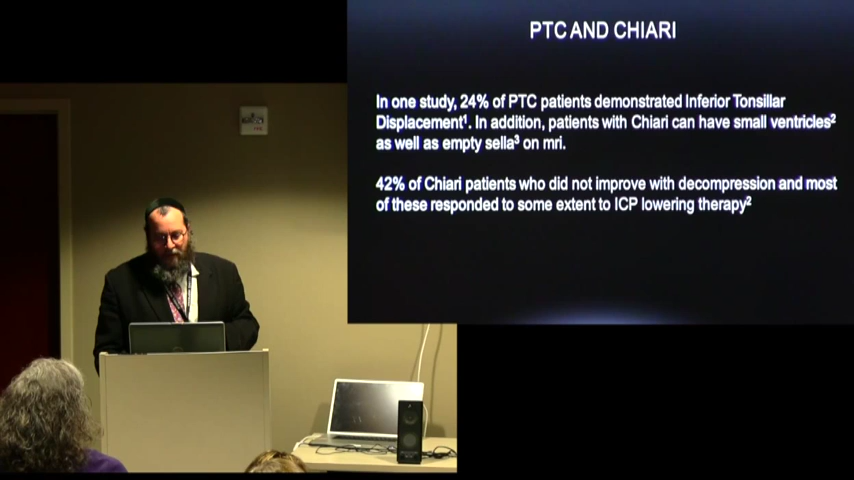 PTC AND CHIARI
In one study, 24% of PTC patients demonstrated Inferior Tonsillar
Displacement¹. In addition, patients with Chiari can have small ventricles²
as well as empty sella³ on mri.
42% of Chiari patients who did not improve with decompression and most
of these responded to some extent to ICP lowering therapy²